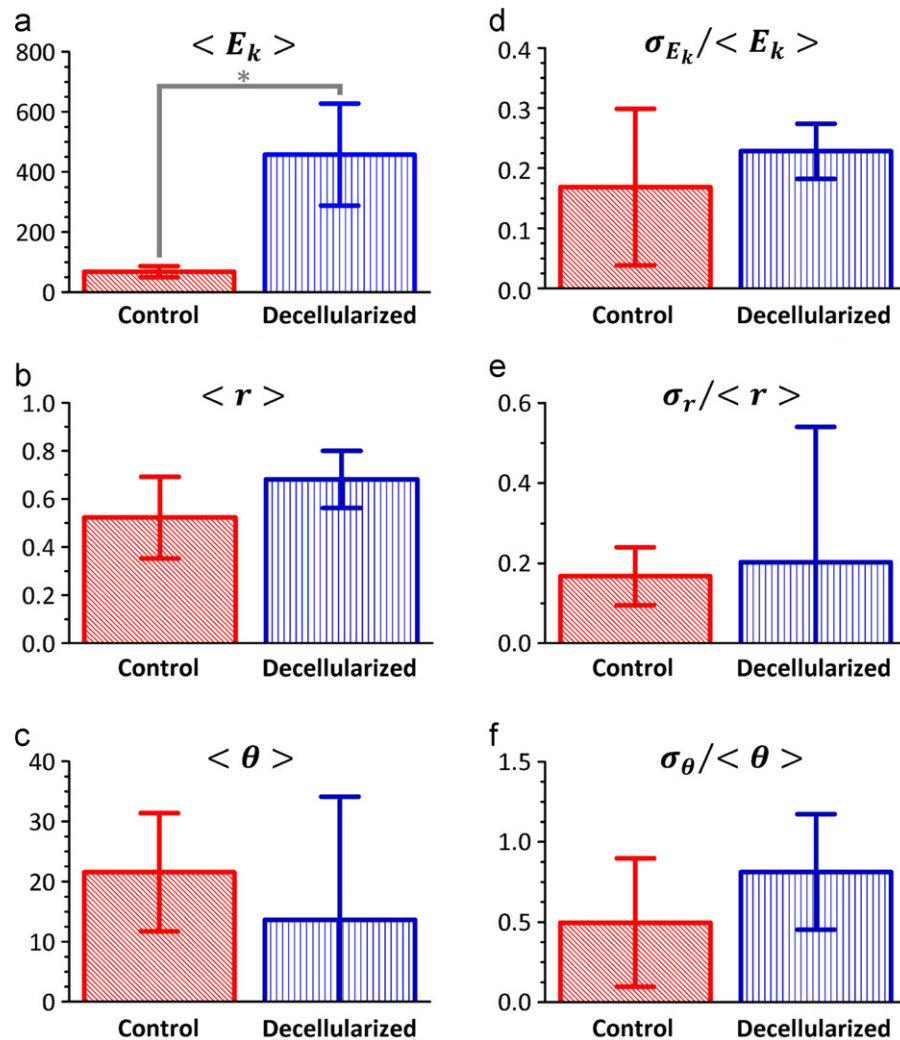 a
< E_k >
*
800
600
400
200
0
Control Decellularized
d
σ_{E_k}/< E_k >
0.4
0.3
0.2
0.1
0.0
Control Decellularized
b
< r >
1.0
0.8
0.6
0.4
0.2
0.0
Control Decellularized
e
σ_r/< r >
0.6
0.4
0.2
0.0
Control Decellularized
c
< θ >
40
30
20
10
0
Control Decellularized
f
σ_θ/< θ >
1.5
1.0
0.5
0.0
Control Decellularized